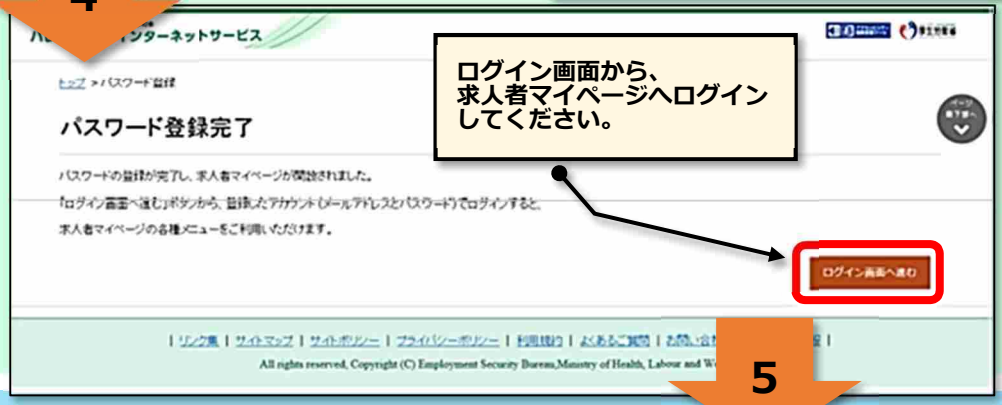 4
インターネットサービス
ログイン画面から、
求人者マイページへログイン
してください。
トップ > パスワード登録
パスワード登録完了
パスワードの登録が完了し、求人者マイページが開設されました。
「ログイン画面へ進む」ボタンから、登録したアカウント(メールアドレスとパスワード)でログインすると、
求人者マイページの各種メニューをご利用いただけます。
ログイン画面へ進む
| リンク集 | サイトマップ | サイトポリシー | プライバシーポリシー | 利用規約 | よくあるご質問 | お問い合
All rights reserved, Copyright (C) Employment Security Bureau,Ministry of Health, Labour and W
5